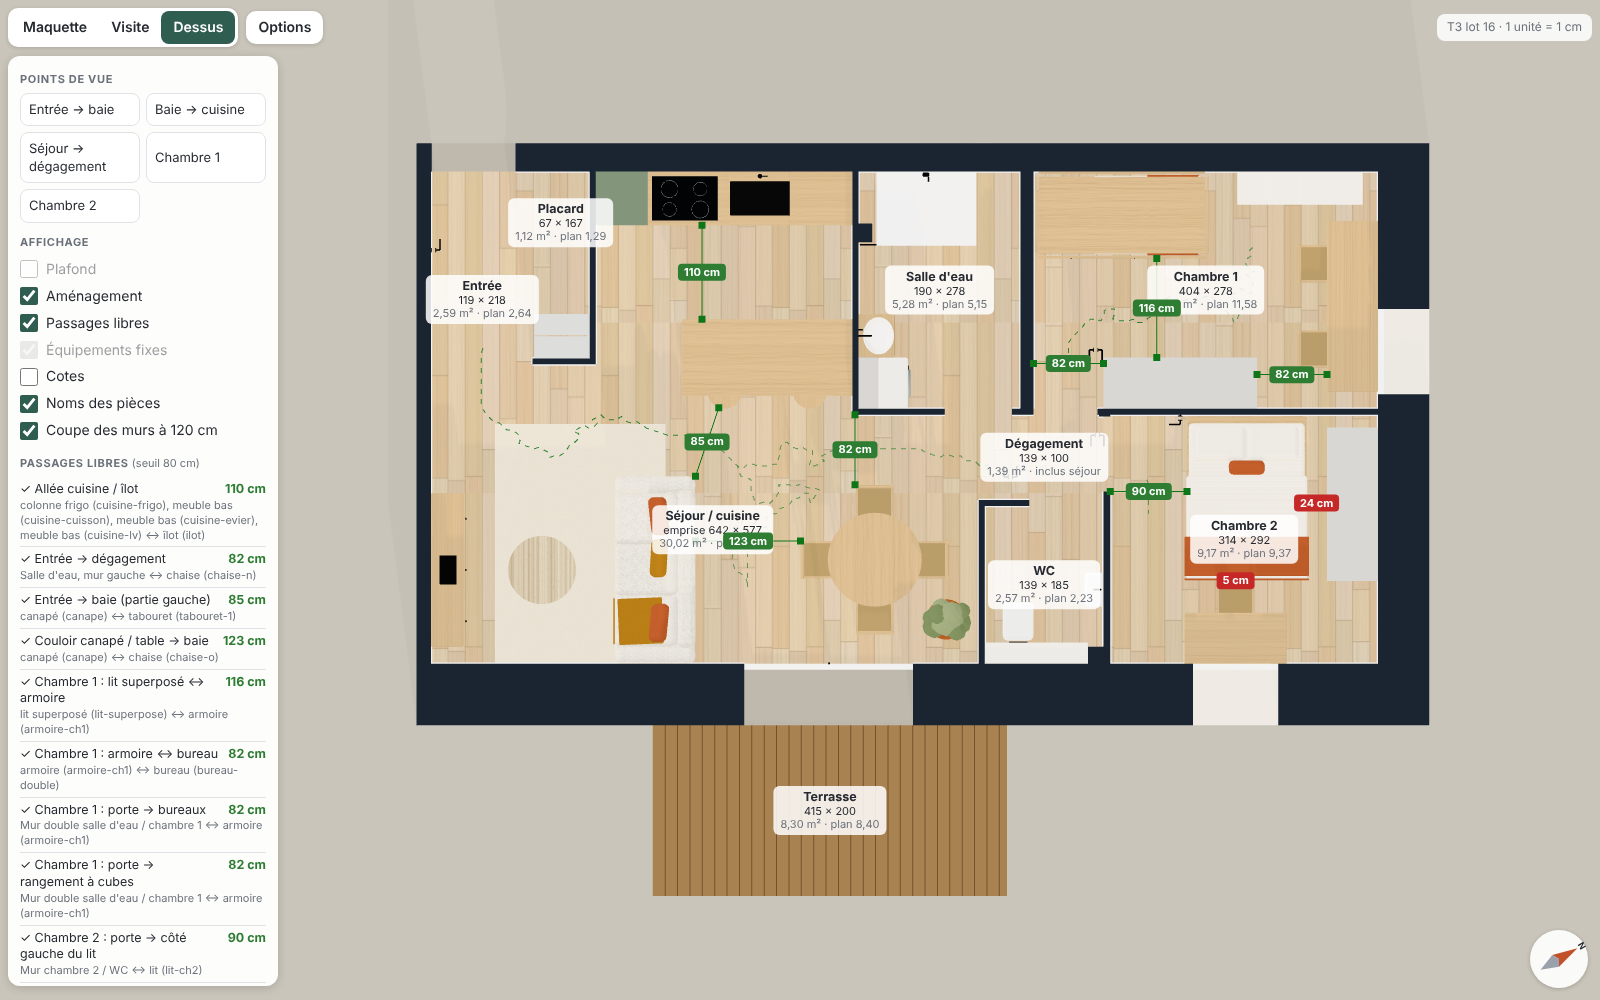 Maquette
Visite
Dessus
Options
T3 lot 16 · 1 unité = 1 cm
POINTS DE VUE
Entrée → baie
Baie → cuisine
Séjour →
dégagement
Chambre 1
Chambre 2
AFFICHAGE
Plafond
Aménagement
Passages libres
Équipements fixes
Cotes
Noms des pièces
Coupe des murs à 120 cm
PASSAGES LIBRES (seuil 80 cm)
✓ Allée cuisine / îlot 110 cm
colonne frigo (cuisine-frigo), meuble bas
(cuisine-cuisson), meuble bas (cuisine-evier),
meuble bas (cuisine-lv) ↔ îlot (ilot)
✓ Entrée → dégagement 82 cm
Salle d'eau, mur gauche ↔ chaise (chaise-n)
✓ Entrée → baie (partie gauche) 85 cm
canapé (canape) ↔ tabouret (tabouret-1)
✓ Couloir canapé / table → baie 123 cm
canapé (canape) ↔ chaise (chaise-o)
✓ Chambre 1 : lit superposé ↔ 116 cm
armoire
lit superposé (lit-superpose) ↔ armoire
(armoire-ch1)
✓ Chambre 1 : armoire ↔ bureau 82 cm
armoire (armoire-ch1) ↔ bureau (bureau-
double)
✓ Chambre 1 : porte → bureaux 82 cm
Mur double salle d'eau / chambre 1 ↔ armoire
(armoire-ch1)
✓ Chambre 1 : porte → 82 cm
rangement à cubes
Mur double salle d'eau / chambre 1 ↔ armoire
(armoire-ch1)
✓ Chambre 2 : porte → côté 90 cm
gauche du lit
Mur chambre 2 / WC ↔ lit (lit-ch2)
Placard
67 × 167
1,12 m² · plan 1,29
Entrée
119 × 218
2,59 m² · plan 2,64
110 cm
Salle d'eau
190 × 278
5,28 m² · plan 5,15
Chambre 1
404 × 278
m² · plan 11,58
116 cm
82 cm
82 cm
85 cm
82 cm
Dégagement
139 × 100
1,39 m² · inclus séjour
90 cm
24 cm
Séjour / cuisine
emprise 642 × 577
30,02 m² · p
123 cm
Chambre 2
314 × 292
9,17 m² · plan 9,37
5 cm
WC
139 × 185
2,57 m² · plan 2,23
Terrasse
415 × 200
8,30 m² · plan 8,40
N